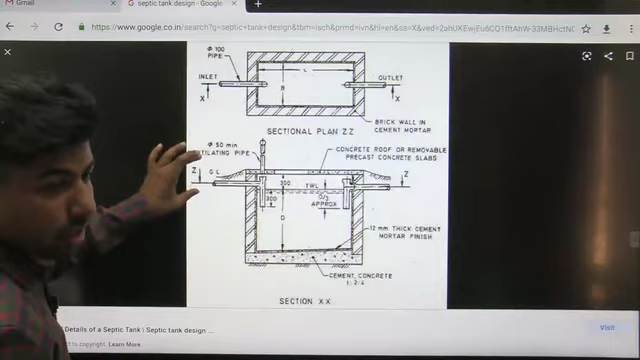 Gmail
septic tank design - Google
https://www.google.co.in/search?q=septic+tank+design&tbm=isch&prmd=ivn&hl=en&sa=X&ved=
Φ 100
PIPE
INLET
OUTLET
L
B
X
X
BRICK WALL IN
CEMENT MORTAR
SECTIONAL PLAN ZZ
Φ 50 min
CONCRETE ROOF OR REMOVABLE
PRECAST CONCRETE SLABS
PIPE
Z
G L
Z
300
TWL
300
D/3
APPROX
D
12 mm THICK CEMENT
MORTAR FINISH
CEMENT CONCRETE
1:2:4
SECTION XX
Details of a Septic Tank | Septic tank design ...
to copyright. Learn More
Visit